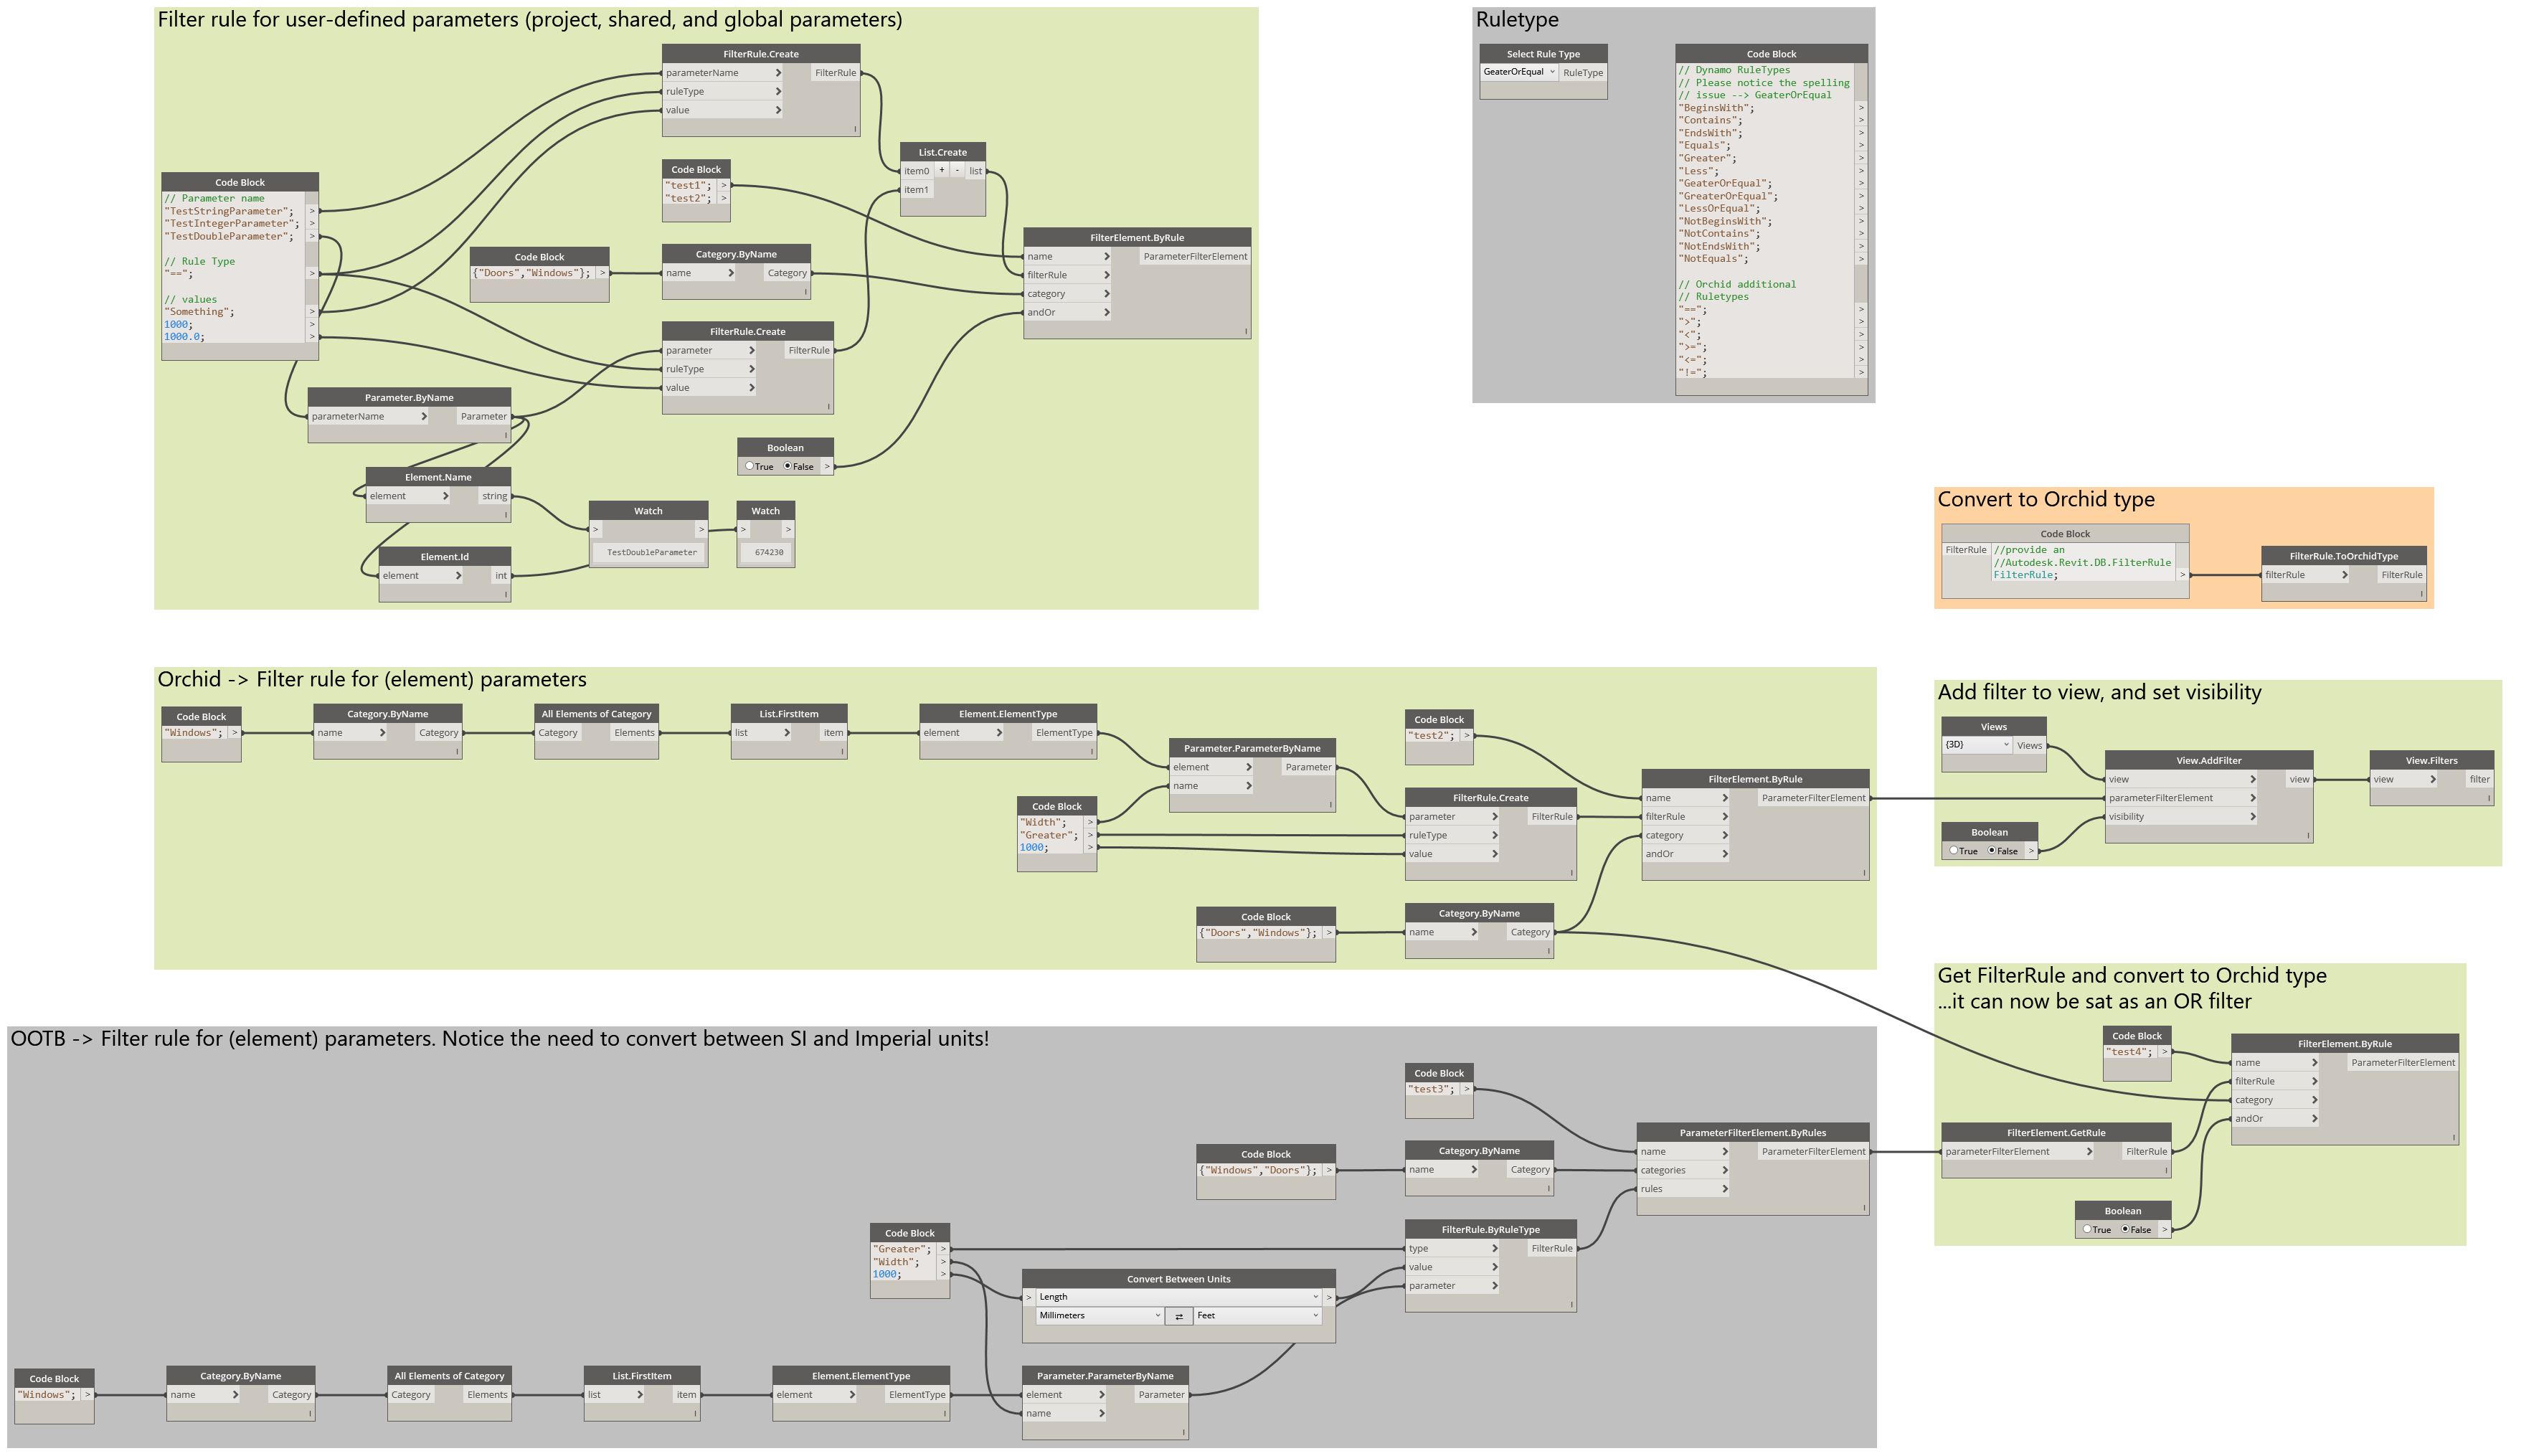 Filter rule for user-defined parameters (project, shared, and global parameters)
FilterRule.Create
parameterName FilterRule
ruleType
value
Code Block
// Parameter name
"TestStringParameter"; >
"TestIntegerParameter"; >
"TestDoubleParameter"; >
// Rule Type
"=="; >
// values
"Something"; >
1000; >
1000.0; >
Code Block
"test1"; >
"test2"; >
List.Create
item0 + - list
item1
Code Block
{"Doors","Windows"}; >
Category.ByName
name Category
FilterElement.ByRule
name ParameterFilterElement
filterRule
category
andOr
FilterRule.Create
parameter FilterRule
ruleType
value
Parameter.ByName
parameterName Parameter
Boolean
True False >
Element.Name
element string
Element.Id
element int
Watch
> >
TestDoubleParameter
Watch
> >
674230
Ruletype
Select Rule Type
GeaterOrEqual RuleType
Code Block
// Dynamo RuleTypes
// Please notice the spelling
// issue --> GeaterOrEqual
"BeginsWith"; >
"Contains"; >
"EndsWith"; >
"Equals"; >
"Greater"; >
"Less"; >
"GeaterOrEqual"; >
"GreaterOrEqual"; >
"LessOrEqual"; >
"NotBeginsWith"; >
"NotContains"; >
"NotEndsWith"; >
"NotEquals"; >
// Orchid additional
// Ruletypes
"=="; >
">"; >
"<"; >
">="; >
"<="; >
"!="; >
Convert to Orchid type
Code Block
FilterRule //provide an
//Autodesk.Revit.DB.FilterRule
FilterRule; >
FilterRule.ToOrchidType
filterRule FilterRule
Orchid -> Filter rule for (element) parameters
Code Block
"Windows"; >
Category.ByName
name Category
All Elements of Category
Category Elements
List.FirstItem
list item
Element.ElementType
element ElementType
Parameter.ParameterByName
element Parameter
name
Code Block
"Width"; >
"Greater"; >
1000; >
Code Block
"test2"; >
FilterRule.Create
parameter FilterRule
ruleType
value
FilterElement.ByRule
name ParameterFilterElement
filterRule
category
andOr
Code Block
{"Doors","Windows"}; >
Category.ByName
name Category
Add filter to view, and set visibility
Views
{3D} Views
Boolean
True False >
View.AddFilter
view view
parameterFilterElement
visibility
View.Filters
view filter
Get FilterRule and convert to Orchid type
...it can now be sat as an OR filter
Code Block
"test4"; >
FilterElement.ByRule
name ParameterFilterElement
filterRule
category
andOr
FilterElement.GetRule
parameterFilterElement FilterRule
Boolean
True False >
OOTB -> Filter rule for (element) parameters. Notice the need to convert between SI and Imperial units!
Code Block
"test3"; >
Code Block
{"Windows","Doors"}; >
Category.ByName
name Category
ParameterFilterElement.ByRules
name ParameterFilterElement
categories
rules
Code Block
"Greater"; >
"Width"; >
1000; >
FilterRule.ByRuleType
type FilterRule
value
parameter
Convert Between Units
> Length >
Millimeters ⇄ Feet
Code Block
"Windows"; >
Category.ByName
name Category
All Elements of Category
Category Elements
List.FirstItem
list item
Element.ElementType
element ElementType
Parameter.ParameterByName
element Parameter
name